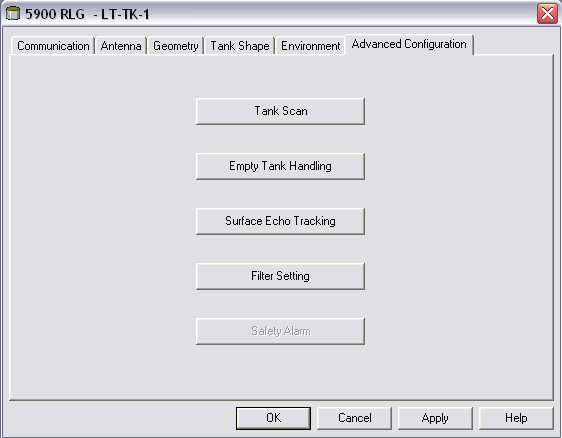 5900 RLG - LT-TK-1
Communication Antenna Geometry Tank Shape Environment Advanced Configuration
Tank Scan
Empty Tank Handling
Surface Echo Tracking
Filter Setting
Safety Alarm
OK Cancel Apply Help